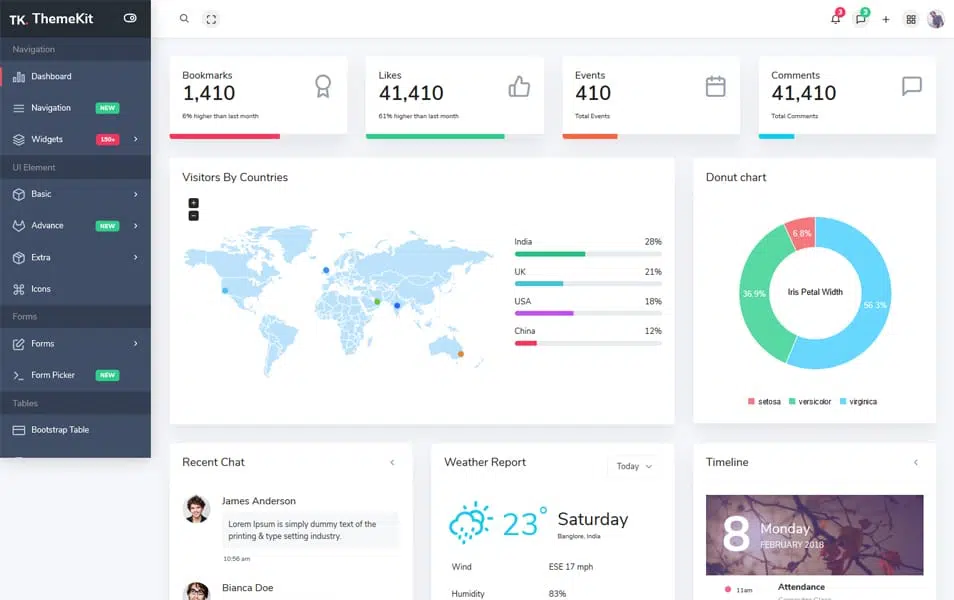 TK. ThemeKit
Navigation
Dashboard
Navigation NEW
Widgets 150+
UI Element
Basic
Advance NEW
Extra
Icons
Forms
Forms
Form Picker NEW
Tables
Bootstrap Table
3
3
Bookmarks
1,410
6% higher than last month
Likes
41,410
61% higher than last month
Events
410
Total Events
Comments
41,410
Total Comments
Visitors By Countries
+
−
India 28%
UK 21%
USA 18%
China 12%
Donut chart
6.8%
36.9%
56.3%
Iris Petal Width
setosa versicolor virginica
Recent Chat
James Anderson
Lorem Ipsum is simply dummy text of the
printing & type setting industry.
10:56 am
Bianca Doe
Weather Report
Today
23°
Saturday
Banglore, India
Wind ESE 17 mph
Humidity 83%
Timeline
8
Monday
FEBRUARY 2018
11am
Attendance